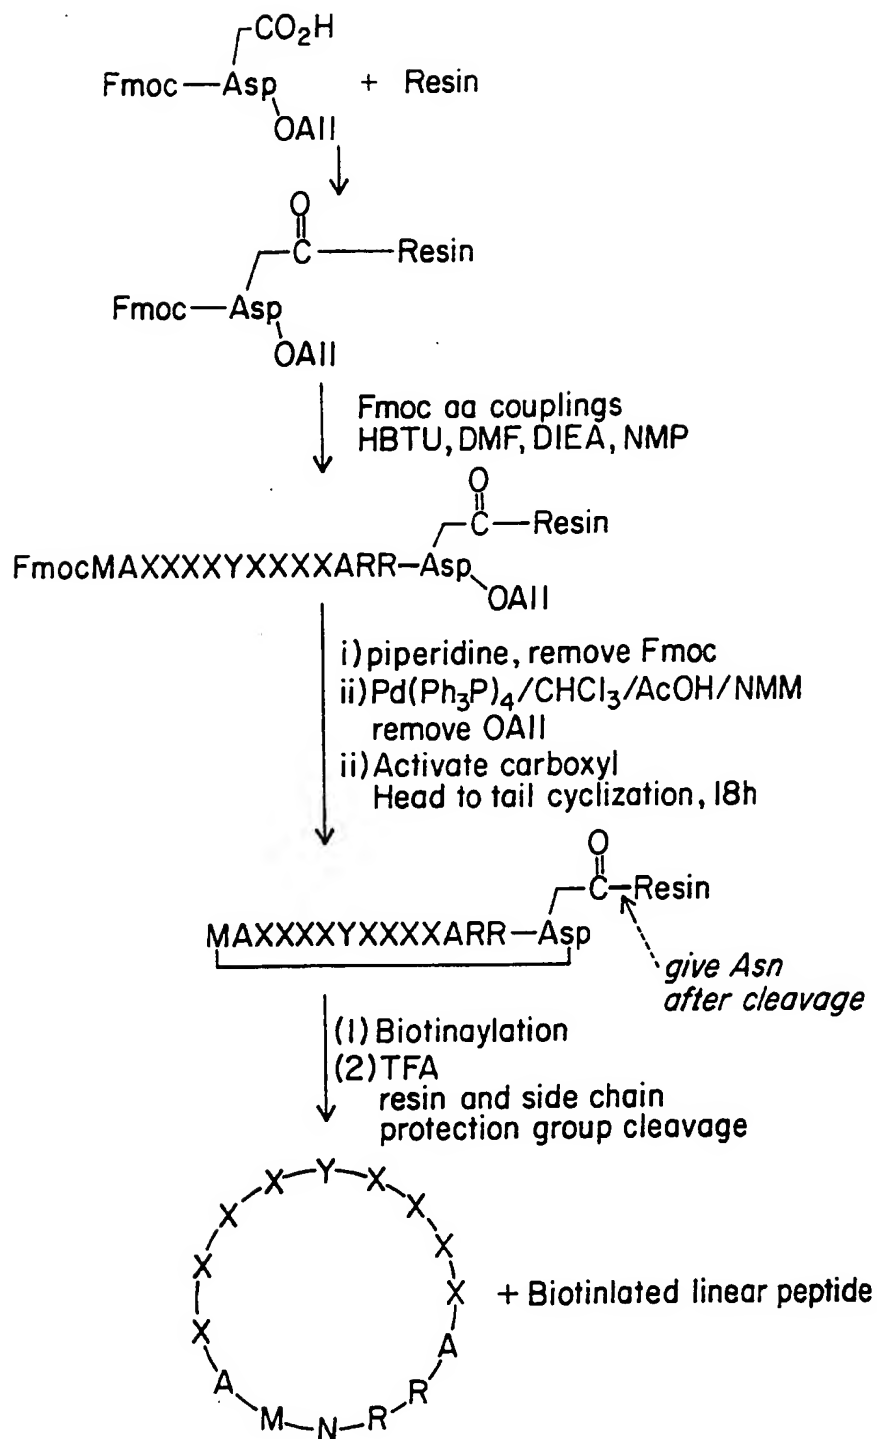 CO₂H
Fmoc—Asp + Resin
OAll
O
C—Resin
Fmoc—Asp
OAll
Fmoc aa couplings
HBTU, DMF, DIEA, NMP
O
C—Resin
FmocMAXXXXYXXXXARR—Asp
OAll
i) piperidine, remove Fmoc
ii) Pd(Ph₃P)₄/CHCl₃/AcOH/NMM
remove OAll
ii) Activate carboxyl
Head to tail cyclization, 18h
O
C—Resin
MAXXXXYXXXXARR—Asp
give Asn
after cleavage
(1) Biotinaylation
(2) TFA
resin and side chain
protection group cleavage
X X X X Y X X X X A R R N M A
+ Biotinlated linear peptide